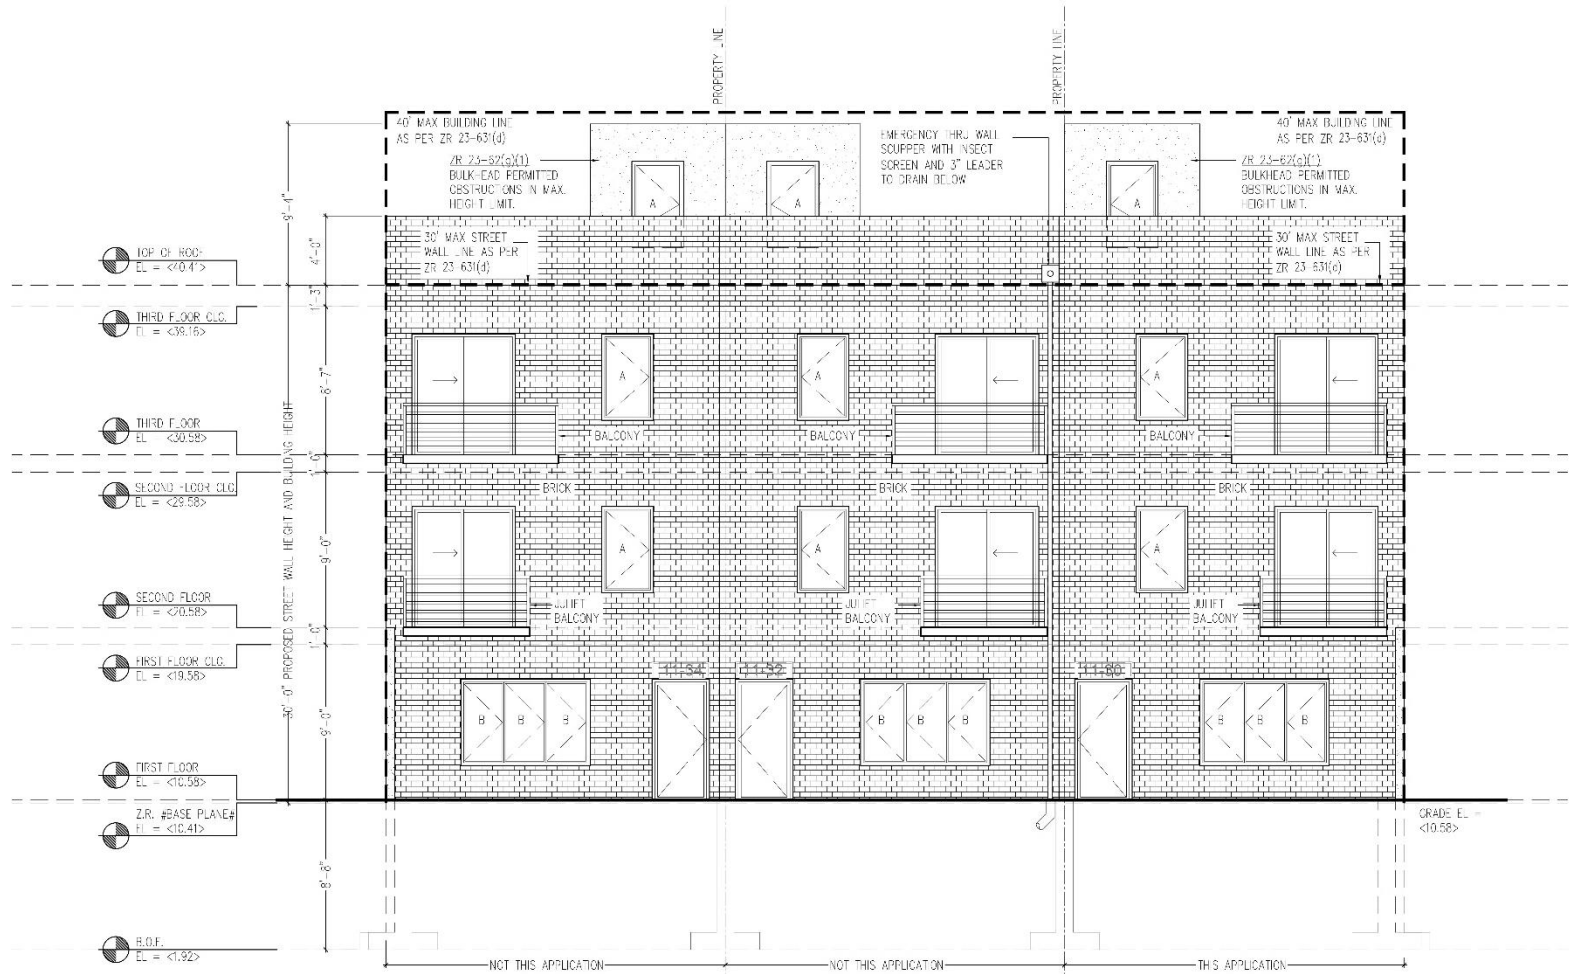 PROPERTY LINE
PROPERTY LINE
40' MAX BUILDING LINE
AS PER ZR 23-631(d)
ZR 23-62(g)(1)
BULKHEAD PERMITTED
OBSTRUCTIONS IN MAX.
HEIGHT LIMIT.
EMERGENCY THRU WALL
SCUPPER WITH INSECT
SCREEN AND 3" LEADER
TO DRAIN BELOW
40' MAX BUILDING LINE
AS PER ZR 23-631(d)
ZR 23-62(g)(1)
BULKHEAD PERMITTED
OBSTRUCTIONS IN MAX.
HEIGHT LIMIT.
A
A
A
9'-4"
4'-0"
30' MAX STREET
WALL LINE AS PER
ZR 23-631(d)
30' MAX STREET
WALL LINE AS PER
ZR 23-631(d)
TOP OF ROOF
EL = <40.41>
1'-3"
THIRD FLOOR CLG.
EL = <39.16>
8'-7"
A
A
A
THIRD FLOOR
EL <30.58>
BALCONY
BALCONY
BALCONY
1'-0"
SECOND FLOOR CLG.
EL = <29.58>
BRICK
BRICK
BRICK
30'-0" PROPOSED STREET WALL HEIGHT AND BUILDING HEIGHT
9'-0"
A
A
A
SECOND FLOOR
EL = <20.58>
JULIET
BALCONY
JULIET
BALCONY
JULIET
BALCONY
1'-0"
FIRST FLOOR CLG.
EL = <19.58>
11-34
11-32
11-60
9'-0"
B B B
B B B
B B B
FIRST FLOOR
EL = <10.58>
Z.R. #BASE PLANE#
EL = <10.41>
GRADE EL =
<10.58>
8'-8"
B.O.F.
EL = <1.92>
NOT THIS APPLICATION
NOT THIS APPLICATION
THIS APPLICATION